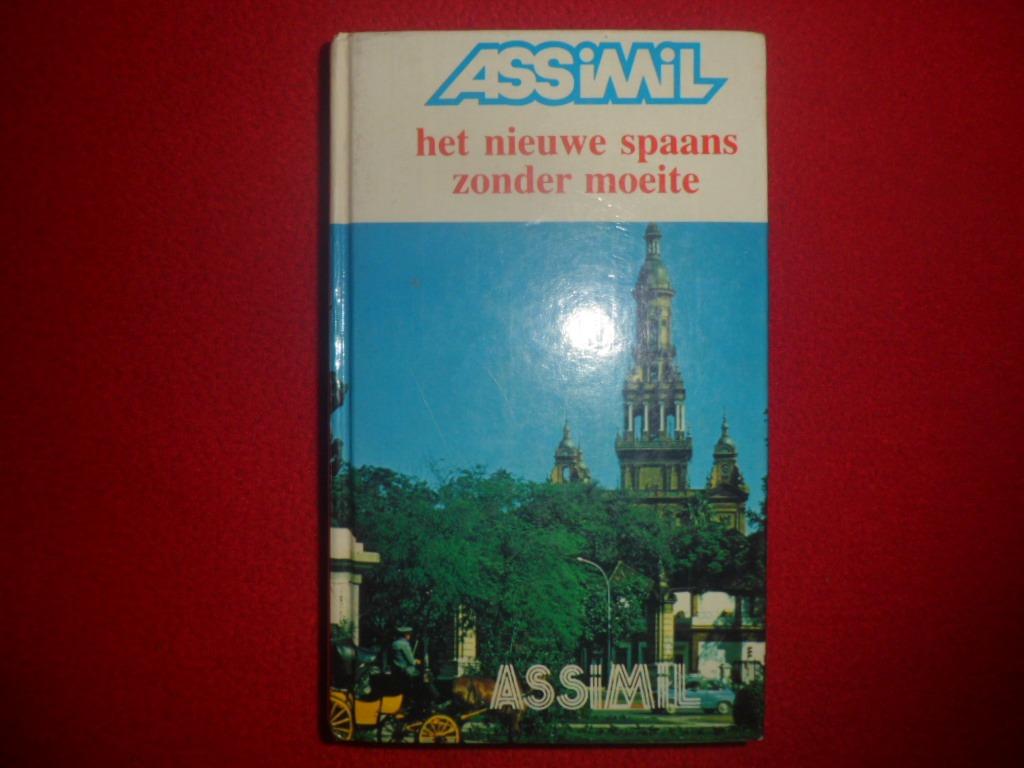 ASSiMiL
het nieuwe spaans
zonder moeite
ASSiMiL